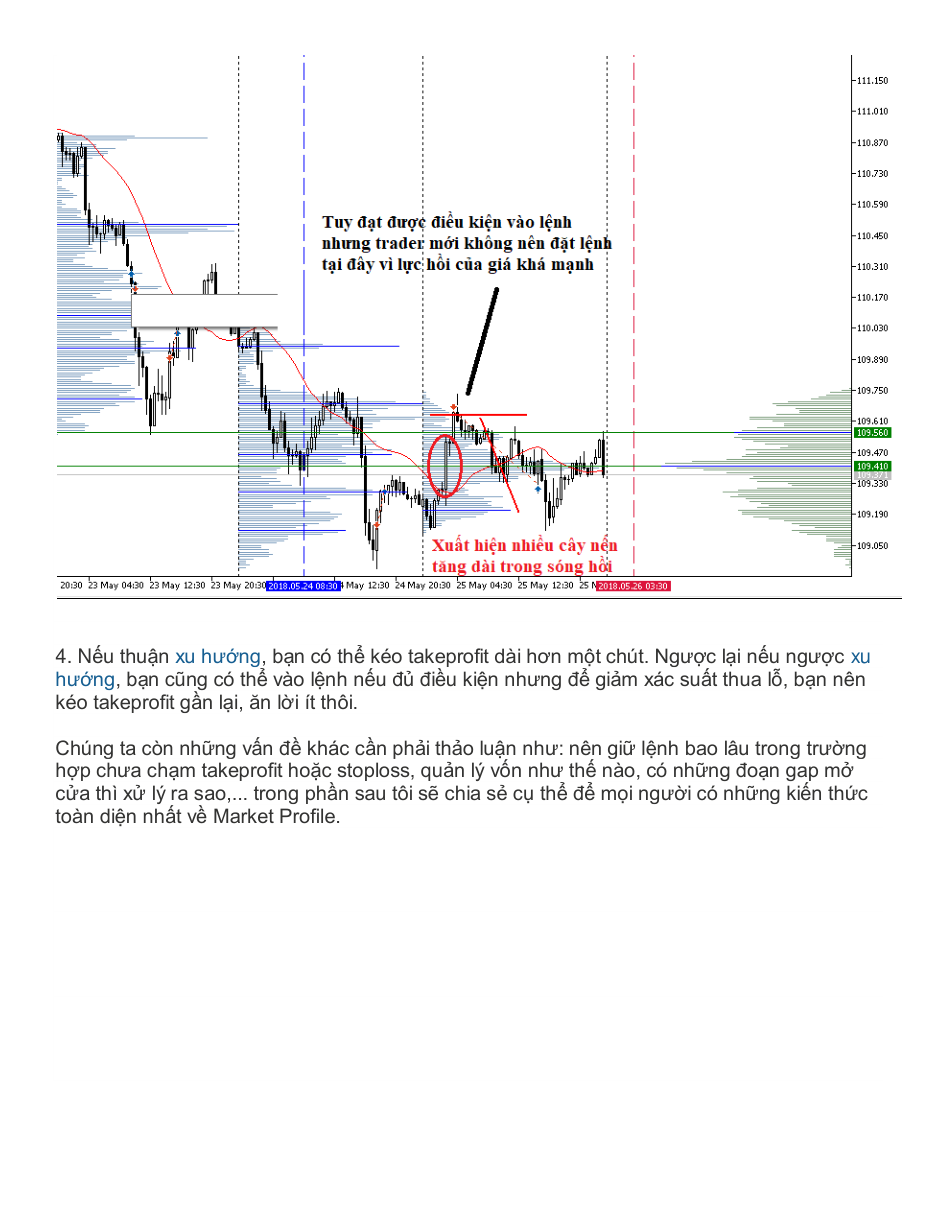 111.150
111.010
110.870
110.730
110.590
Tuy đạt được điều kiện vào lệnh
nhưng trader mới không nên đặt lệnh
tại đây vì lực hồi của giá khá mạnh
110.450
110.310
110.170
110.030
109.890
109.750
109.610
109.560
109.470
109.410
109.330
109.190
109.050
Xuất hiện nhiều cây nến
tăng dài trong sóng hồi
20:30 23 May 04:30 23 May 12:30 23 May 20:30 2018.05.24 08:30 May 12:30 24 May 20:30 25 May 04:30 25 May 12:30 25 2018.05.26 03:30
4. Nếu thuận xu hướng, bạn có thể kéo takeprofit dài hơn một chút. Ngược lại nếu ngược xu
hướng, bạn cũng có thể vào lệnh nếu đủ điều kiện nhưng để giảm xác suất thua lỗ, bạn nên
kéo takeprofit gần lại, ăn lời ít thôi.
Chúng ta còn những vấn đề khác cần phải thảo luận như: nên giữ lệnh bao lâu trong trường
hợp chưa chạm takeprofit hoặc stoploss, quản lý vốn như thế nào, có những đoạn gap mở
cửa thì xử lý ra sao,... trong phần sau tôi sẽ chia sẻ cụ thể để mọi người có những kiến thức
toàn diện nhất về Market Profile.